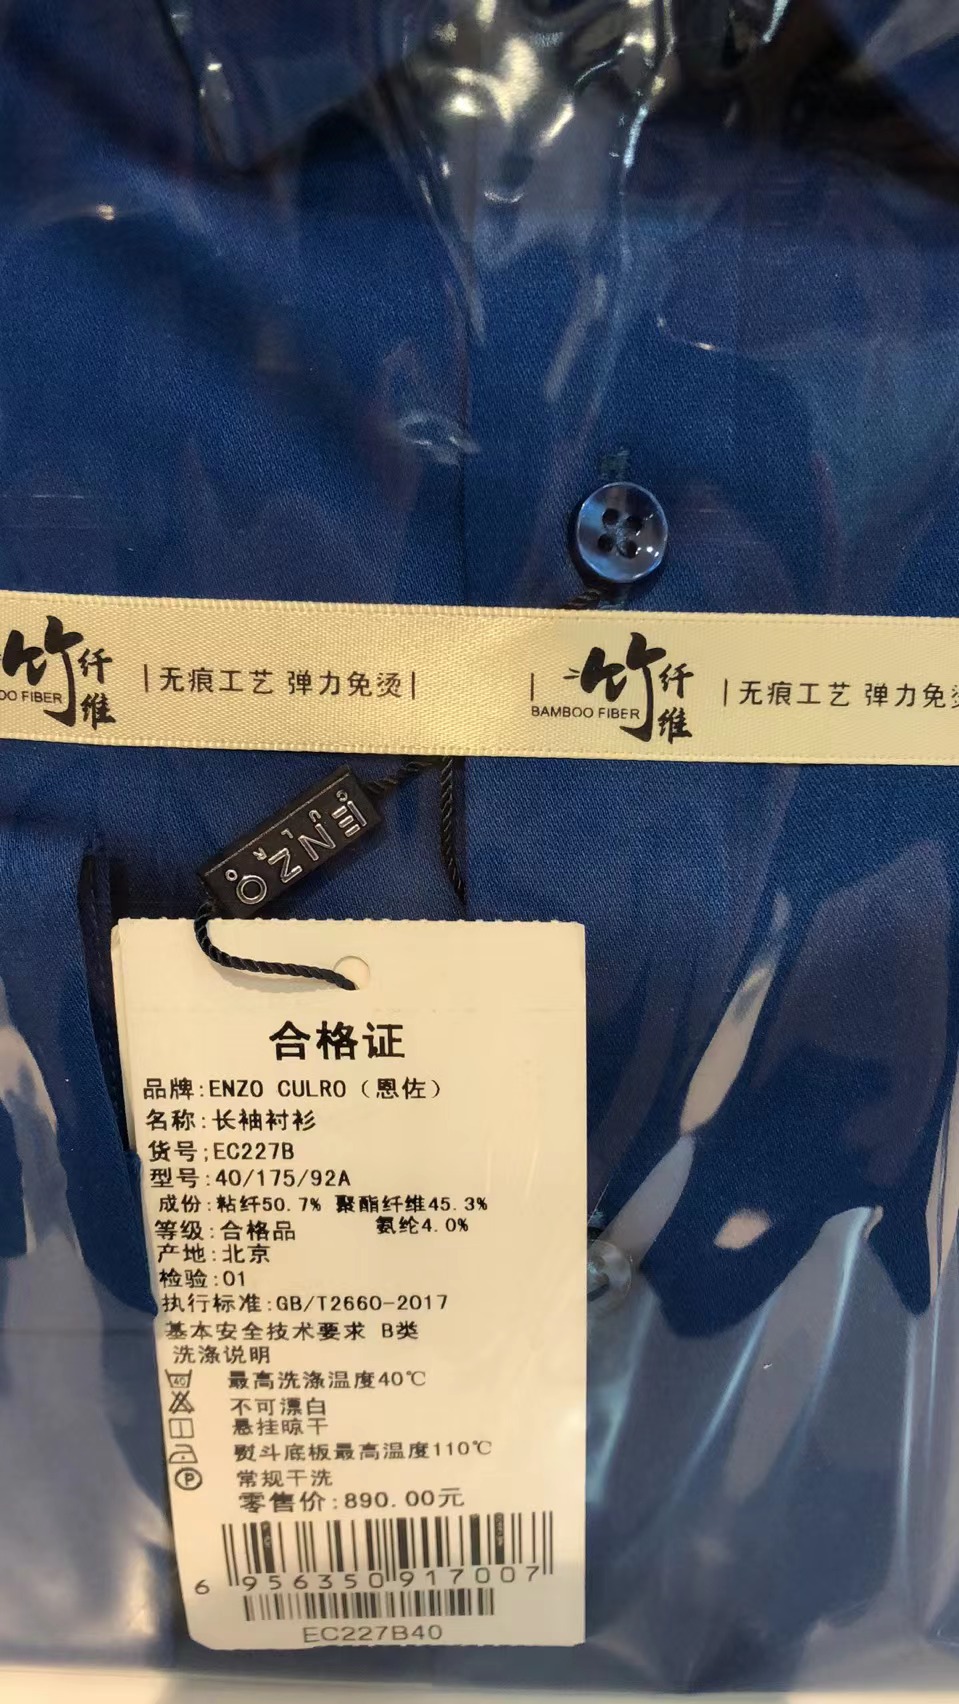 竹纤维
OO FIBER
|无痕工艺 弹力免烫|
|
竹纤维
BAMBOO FIBER
|无痕工艺 弹力免烫
ENZO
CULRO
合格证
品牌:ENZO CULRO(恩佐)
名称:长袖衬衫
货号;EC227B
型号:40/175/92A
成份:粘纤50.7% 聚酯纤维45.3%
氨纶4.0%
等级:合格品
产地:北京
检验:01
执行标准:GB/T2660-2017
基本安全技术要求 B类
洗涤说明
40 最高洗涤温度40℃
不可漂白
悬挂晾干
熨斗底板最高温度110℃
P 常规干洗
零售价:890.00元
6 956350 917007
EC227B40